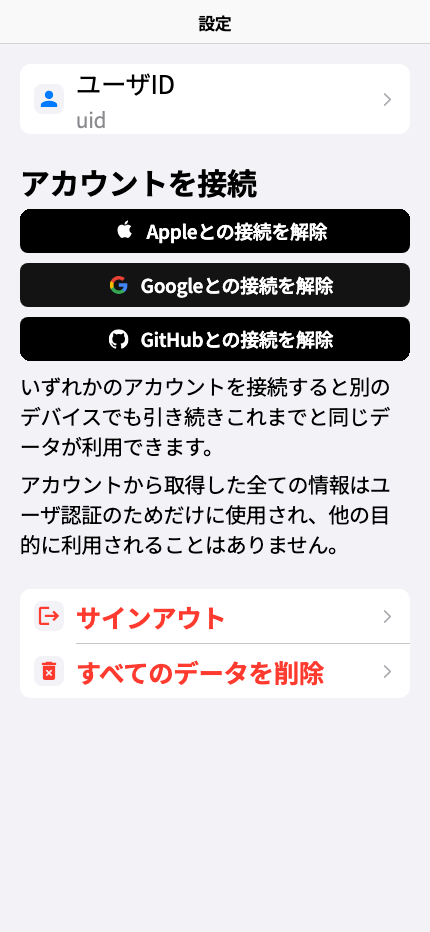 設定
ユーザID
uid
アカウントを接続
Appleとの接続を解除
Googleとの接続を解除
GitHubとの接続を解除
いずれかのアカウントを接続すると別の
デバイスでも引き続きこれまでと同じデ
ータが利用できます。
アカウントから取得した全ての情報はユ
ーザ認証のためだけに使用され、他の目
的に利用されることはありません。
サインアウト
すべてのデータを削除